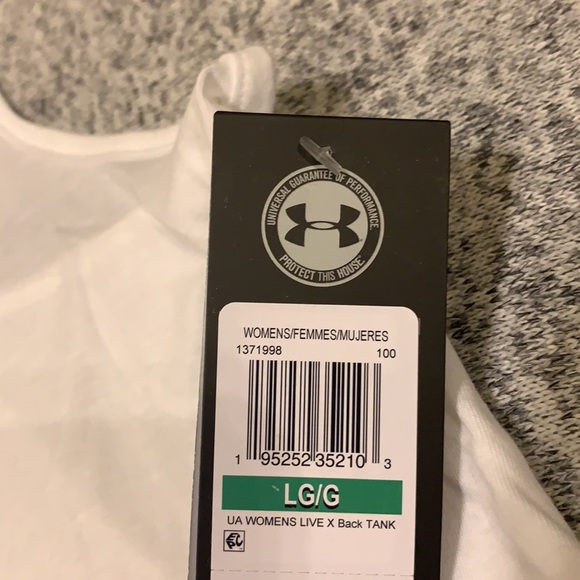 UNIVERSAL GUARANTEE OF PERFORMANCE
PROTECT THIS HOUSE
WOMENS/FEMMES/MUJERES
1371998 100
1 95252 35210 3
LG/G
UA WOMENS LIVE X Back TANK